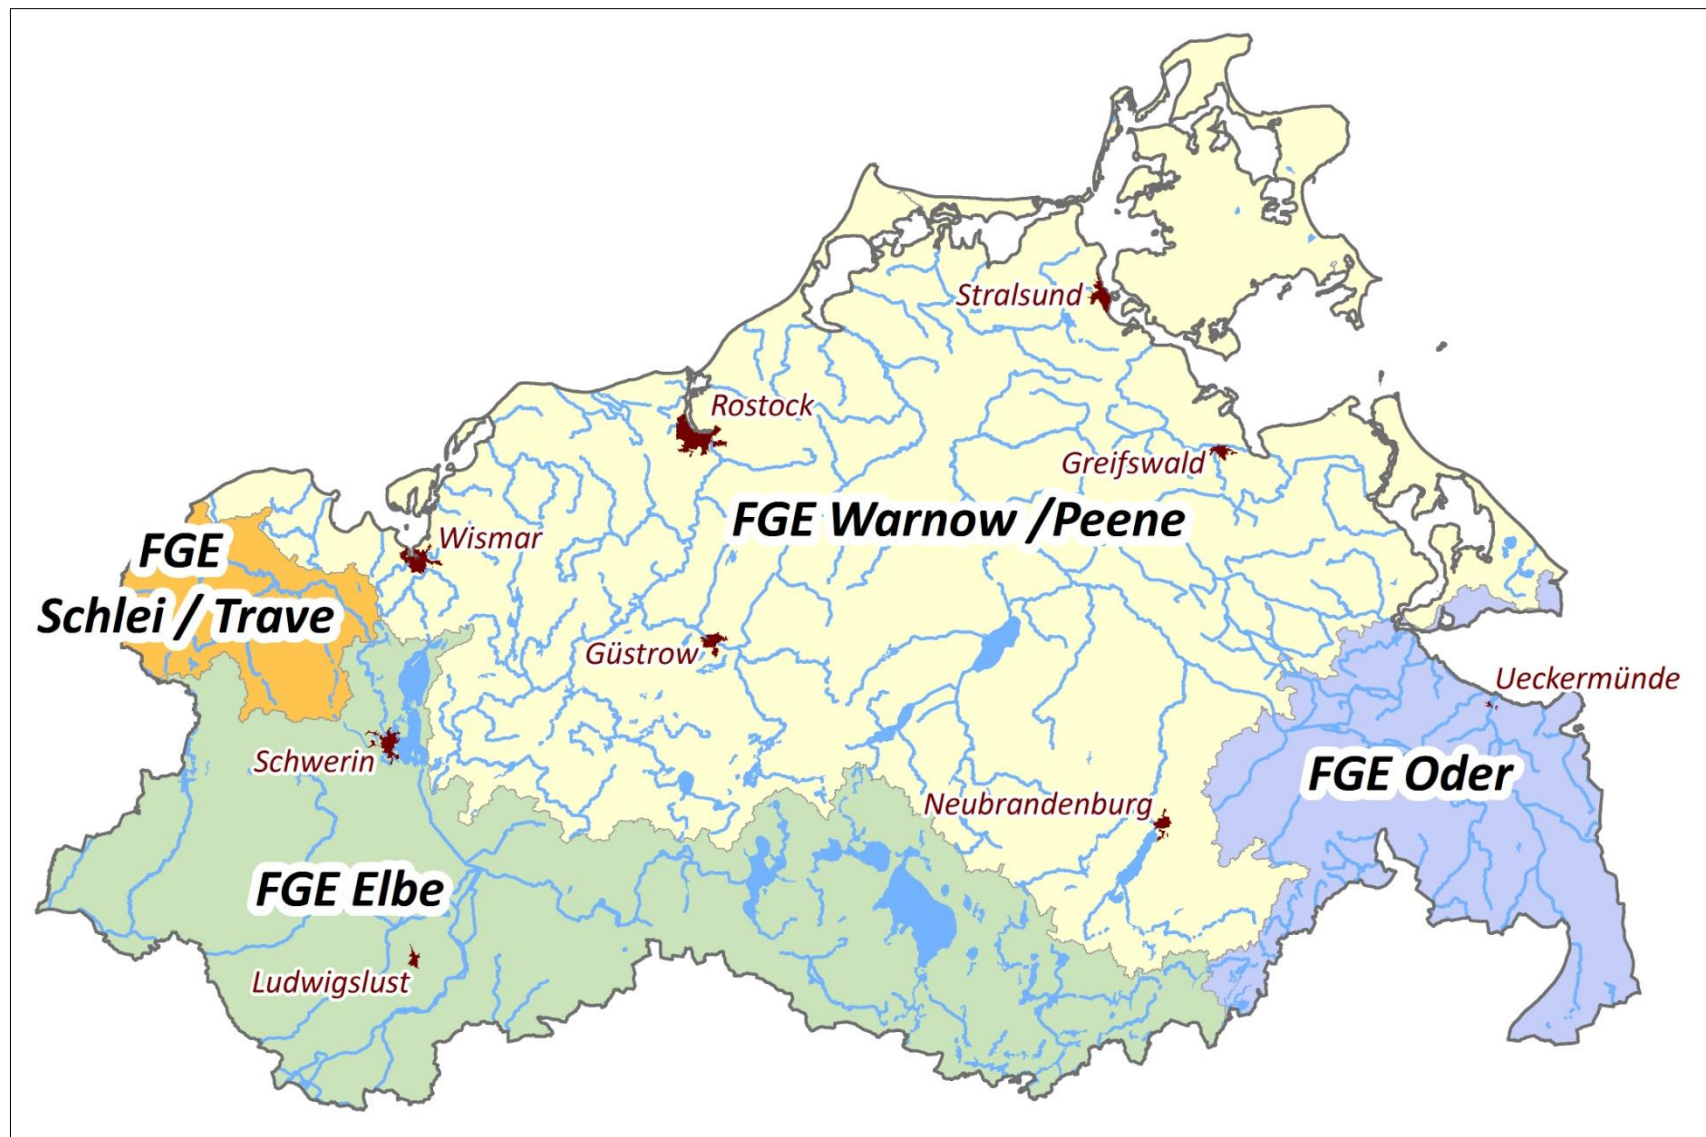 Stralsund
Rostock
Greifswald
FGE Warnow /Peene
Wismar
FGE
Schlei / Trave
Güstrow
Ueckermünde
Schwerin
FGE Oder
Neubrandenburg
FGE Elbe
Ludwigslust